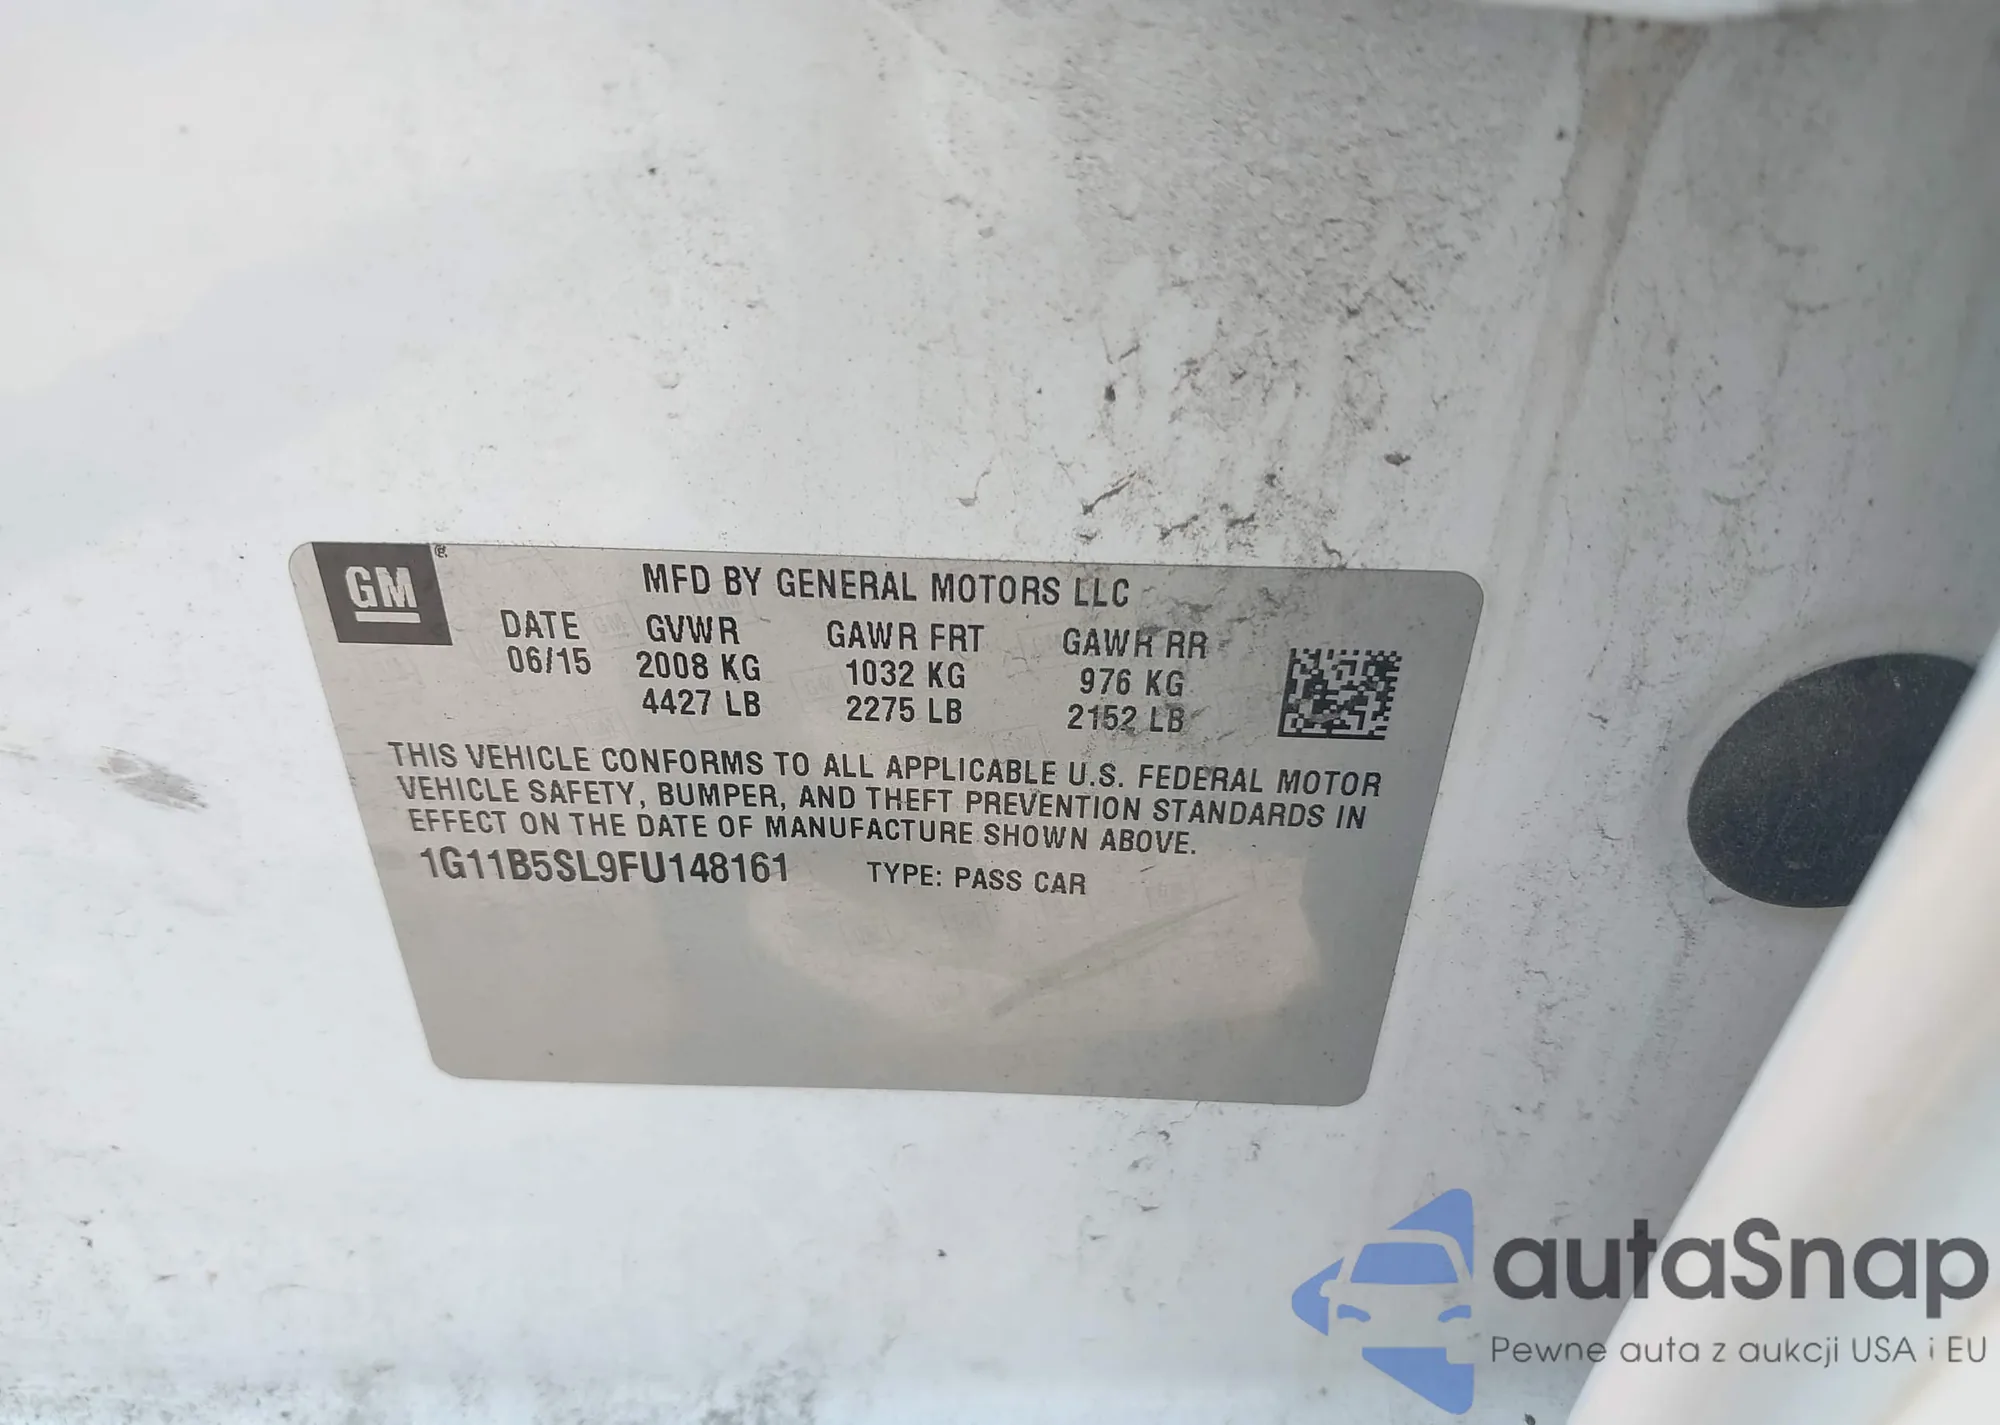 GM®
MFD BY GENERAL MOTORS LLC
DATE GVWR GAWR FRT GAWR RR
06/15 2008 KG 1032 KG 976 KG
4427 LB 2275 LB 2152 LB
THIS VEHICLE CONFORMS TO ALL APPLICABLE U.S. FEDERAL MOTOR
VEHICLE SAFETY, BUMPER, AND THEFT PREVENTION STANDARDS IN
EFFECT ON THE DATE OF MANUFACTURE SHOWN ABOVE.
1G11B5SL9FU148161 TYPE: PASS CAR
autaSnap
Pewne auta z aukcji USA i EU